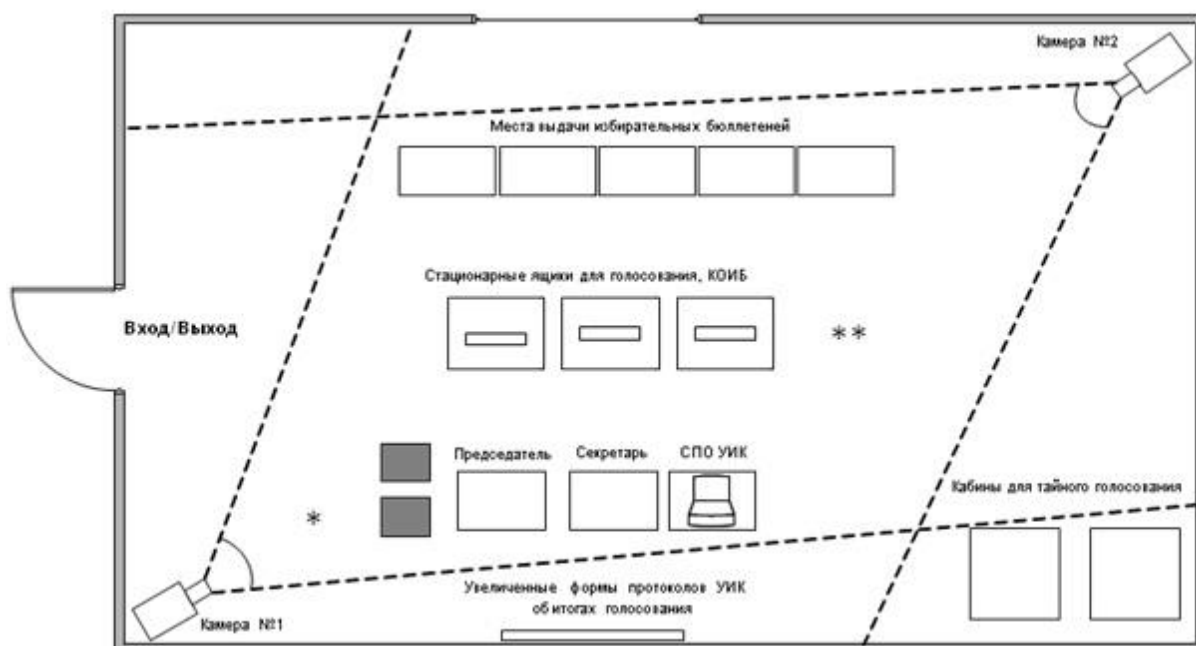 Камера №2
Места выдачи избирательных бюллетеней
Стационарные ящики для голосования, КОИБ
Вход/Выход
**
Председатель
Секретарь
СПО УИК
Кабины для тайного голосования
*
Увеличенные формы протоколов УИК
об итогах голосования
Камера №1